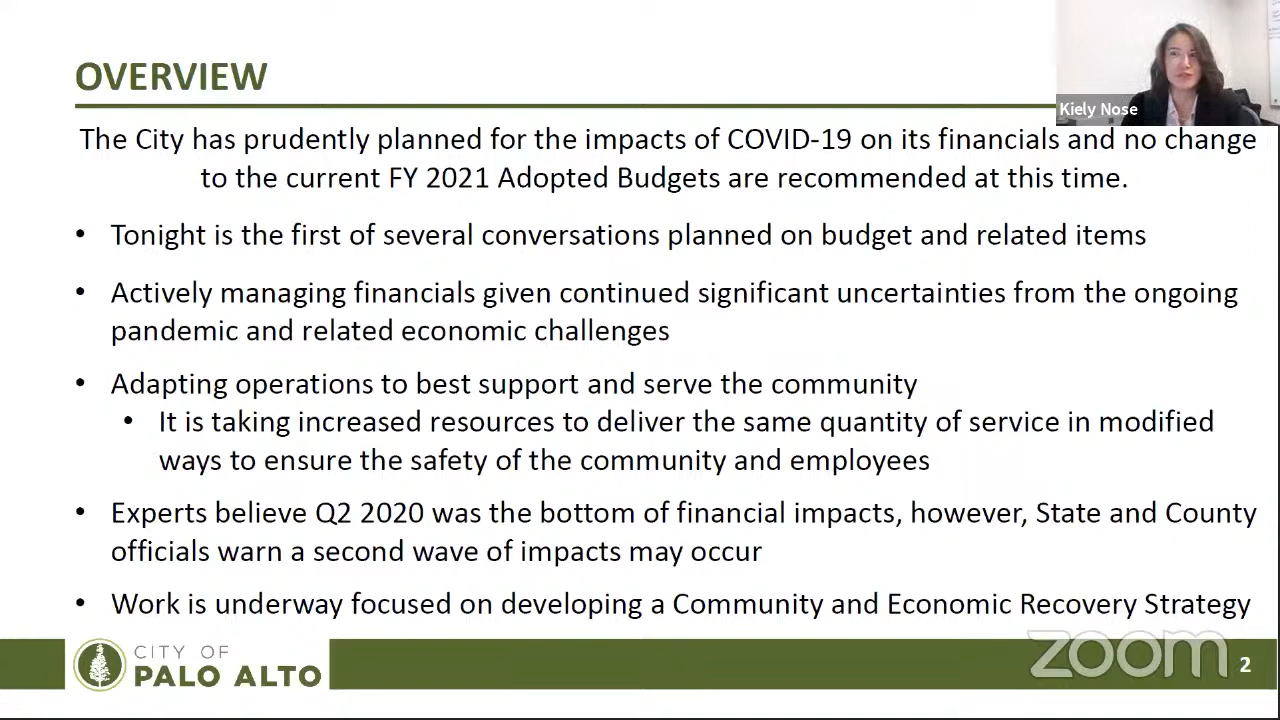 OVERVIEW
Kiely Nose
The City has prudently planned for the impacts of COVID-19 on its financials and no change
to the current FY 2021 Adopted Budgets are recommended at this time.
• Tonight is the first of several conversations planned on budget and related items
• Actively managing financials given continued significant uncertainties from the ongoing
pandemic and related economic challenges
• Adapting operations to best support and serve the community
• It is taking increased resources to deliver the same quantity of service in modified
ways to ensure the safety of the community and employees
• Experts believe Q2 2020 was the bottom of financial impacts, however, State and County
officials warn a second wave of impacts may occur
• Work is underway focused on developing a Community and Economic Recovery Strategy
CITY OF
PALO ALTO
zoom
2